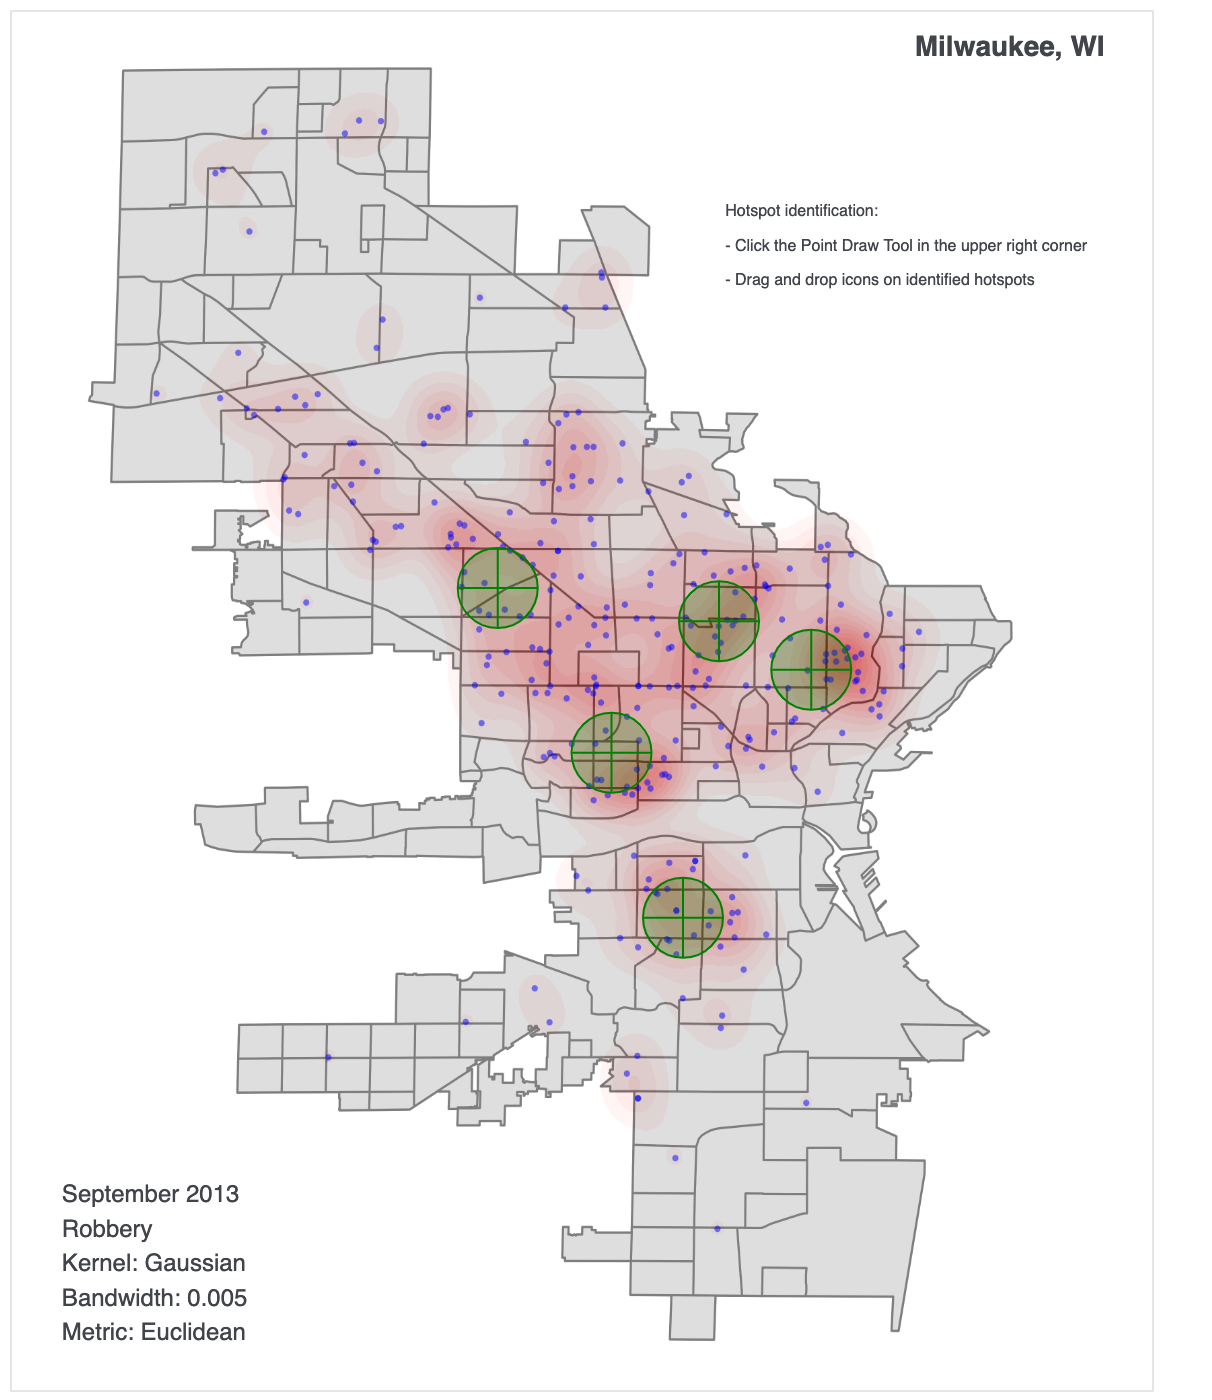 Milwaukee, WI
Hotspot identification:
- Click the Point Draw Tool in the upper right corner
- Drag and drop icons on identified hotspots
September 2013
Robbery
Kernel: Gaussian
Bandwidth: 0.005
Metric: Euclidean